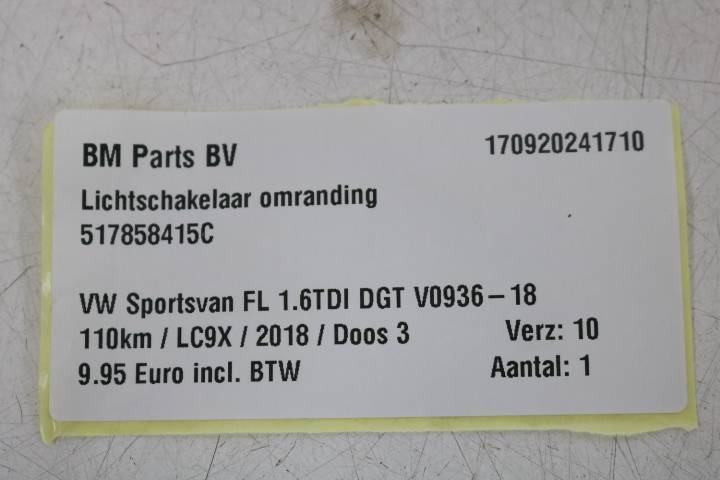 BM Parts BV 170920241710
Lichtschakelaar omranding
517858415C
VW Sportsvan FL 1.6TDI DGT V0936-18
110km / LC9X / 2018 / Doos 3 Verz: 10
9.95 Euro incl. BTW Aantal: 1